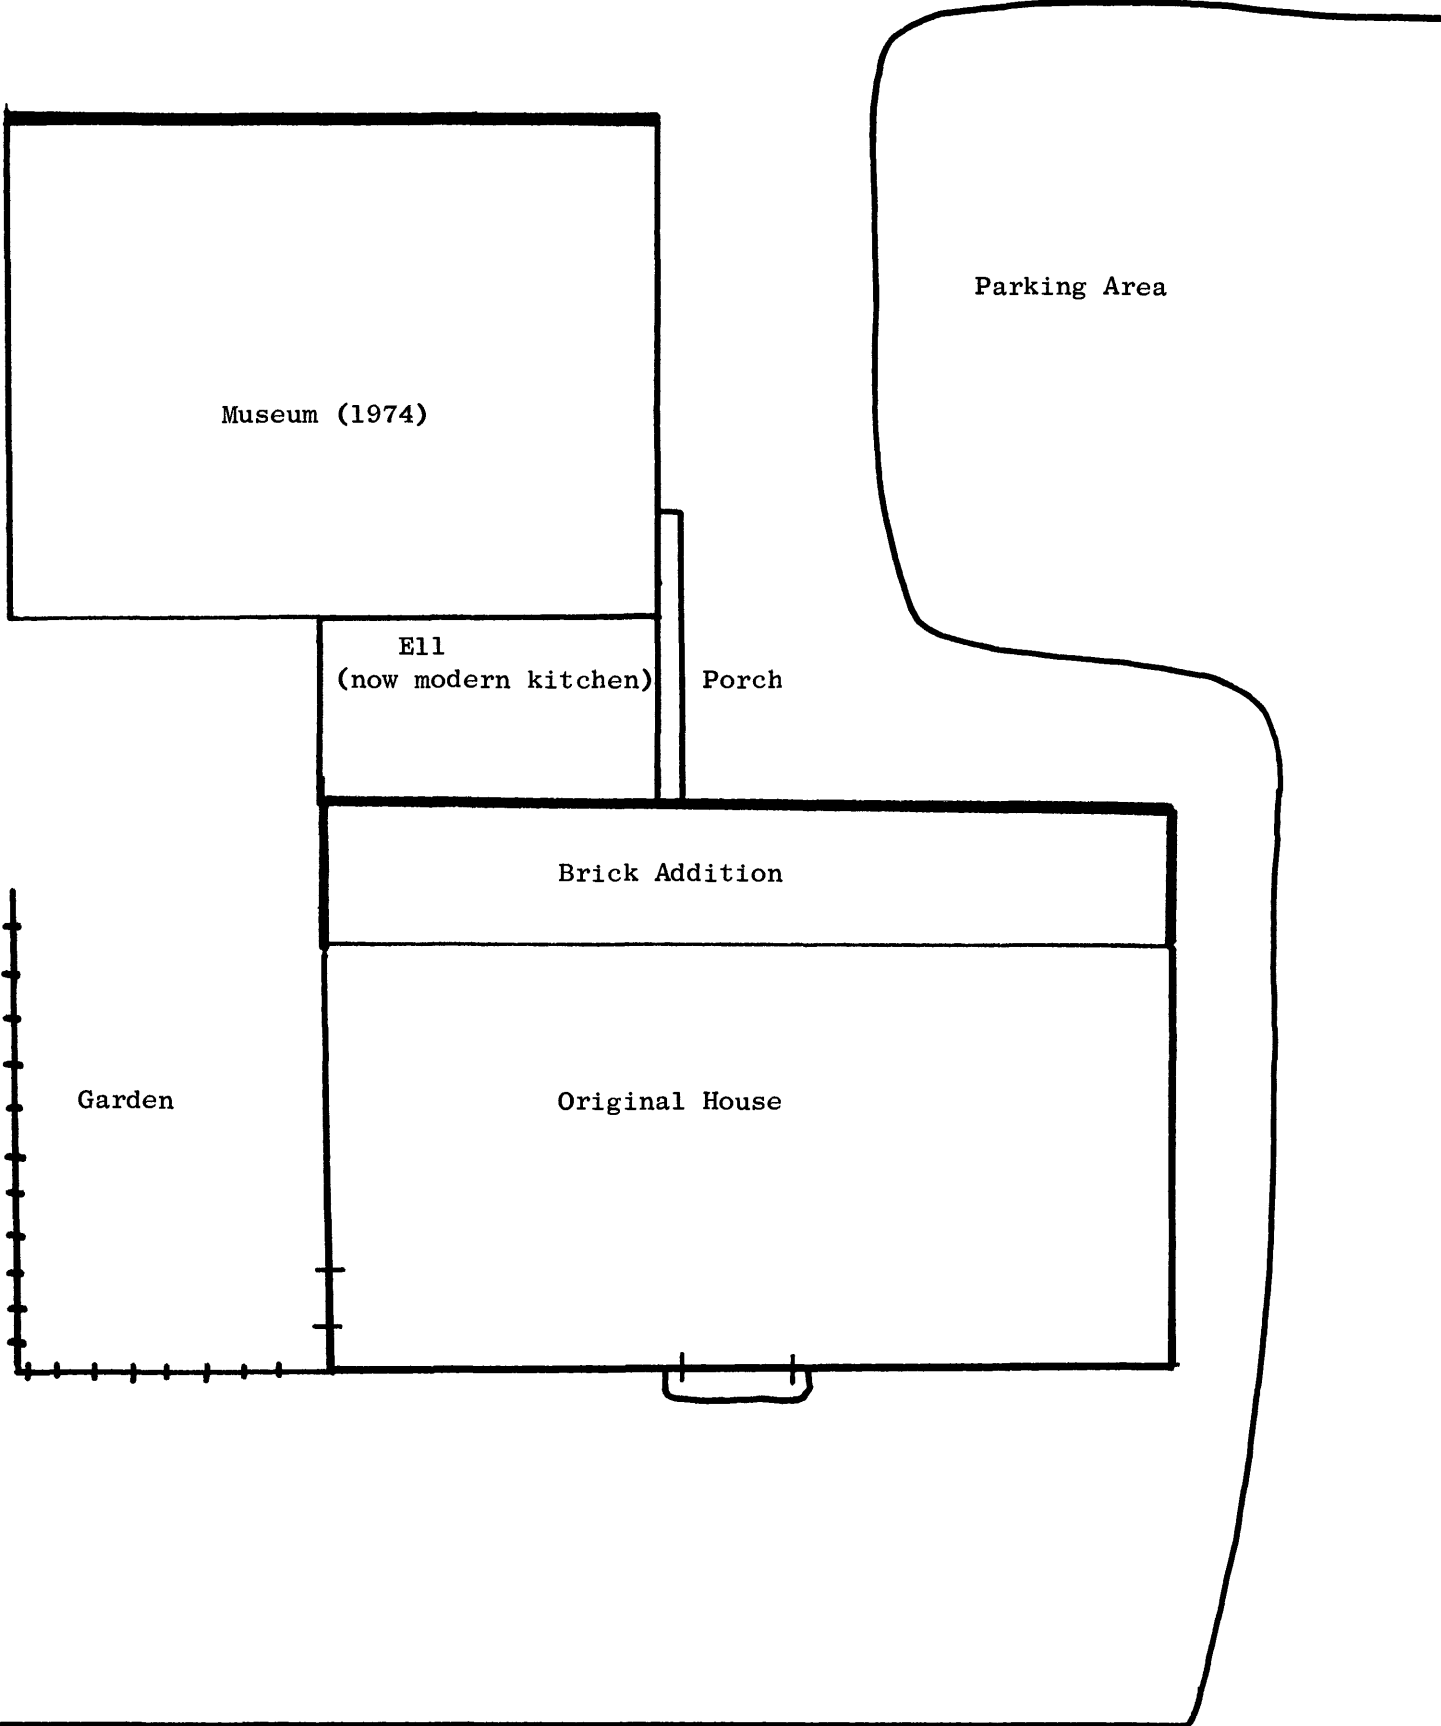 Parking Area
Museum (1974)
Ell
(now modern kitchen)
Porch
Brick Addition
Garden
Original House